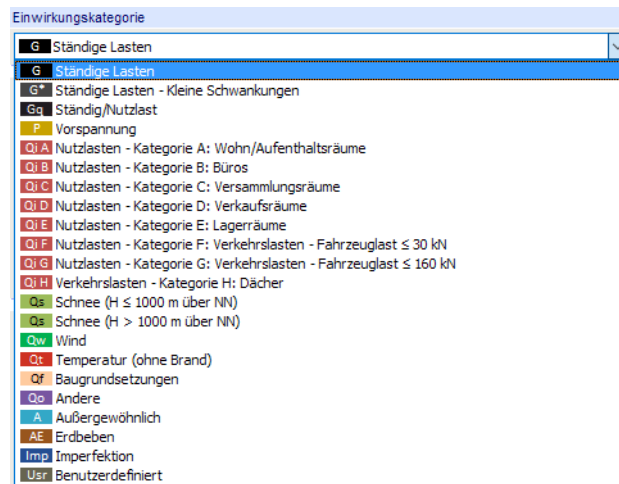 Einwirkungskategorie
G Ständige Lasten
G Ständige Lasten
G* Ständige Lasten - Kleine Schwankungen
Gq Ständig/Nutzlast
P Vorspannung
Qi A Nutzlasten - Kategorie A: Wohn/Aufenthaltsräume
Qi B Nutzlasten - Kategorie B: Büros
Qi C Nutzlasten - Kategorie C: Versammlungsräume
Qi D Nutzlasten - Kategorie D: Verkaufsräume
Qi E Nutzlasten - Kategorie E: Lagerräume
Qi F Nutzlasten - Kategorie F: Verkehrslasten - Fahrzeuglast ≤ 30 kN
Qi G Nutzlasten - Kategorie G: Verkehrslasten - Fahrzeuglast ≤ 160 kN
Qi H Verkehrslasten - Kategorie H: Dächer
Qs Schnee (H ≤ 1000 m über NN)
Qs Schnee (H > 1000 m über NN)
Qw Wind
Qt Temperatur (ohne Brand)
Qf Baugrundsetzungen
Qo Andere
A Außergewöhnlich
AE Erdbeben
Imp Imperfektion
Usr Benutzerdefiniert